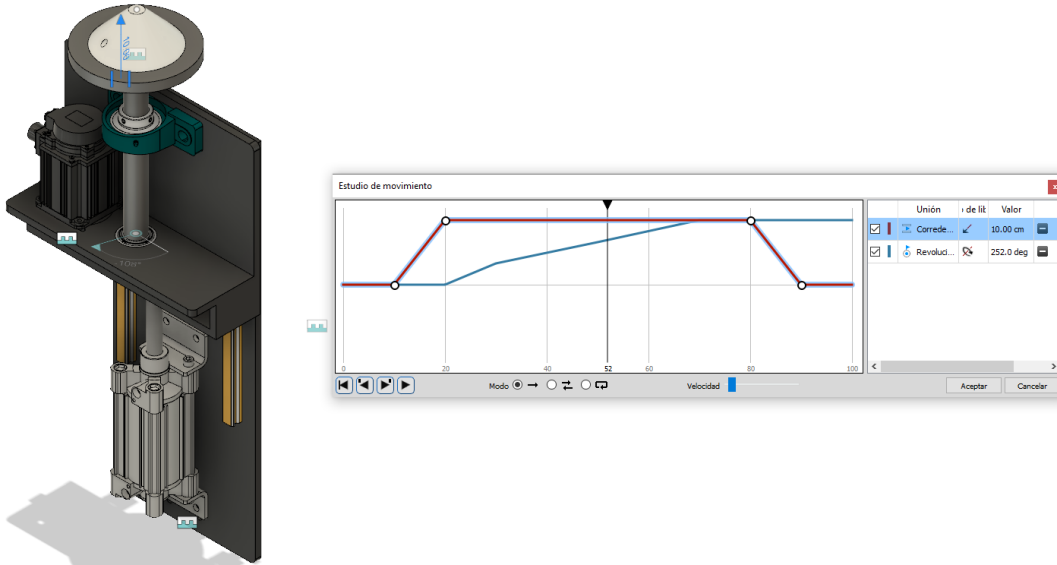 Estudio de movimiento
Unión de lib Valor
Correde... 10.00 cm
Revoluci... 252.0 deg
0 20 40 52 60 80 100
Modo Velocidad
Aceptar Cancelar